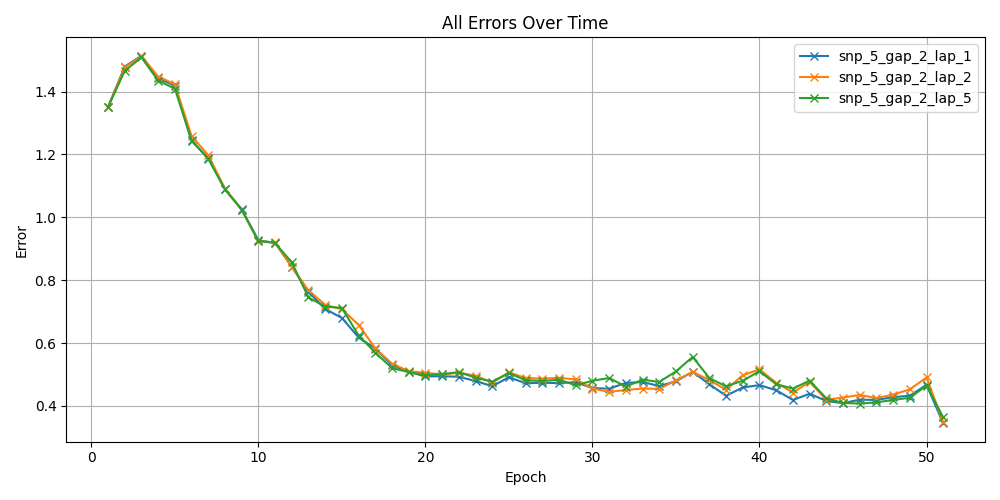 All Errors Over Time
snp_5_gap_2_lap_1
snp_5_gap_2_lap_2
snp_5_gap_2_lap_5
Error
1.4
1.2
1.0
0.8
0.6
0.4
0 10 20 30 40 50
Epoch